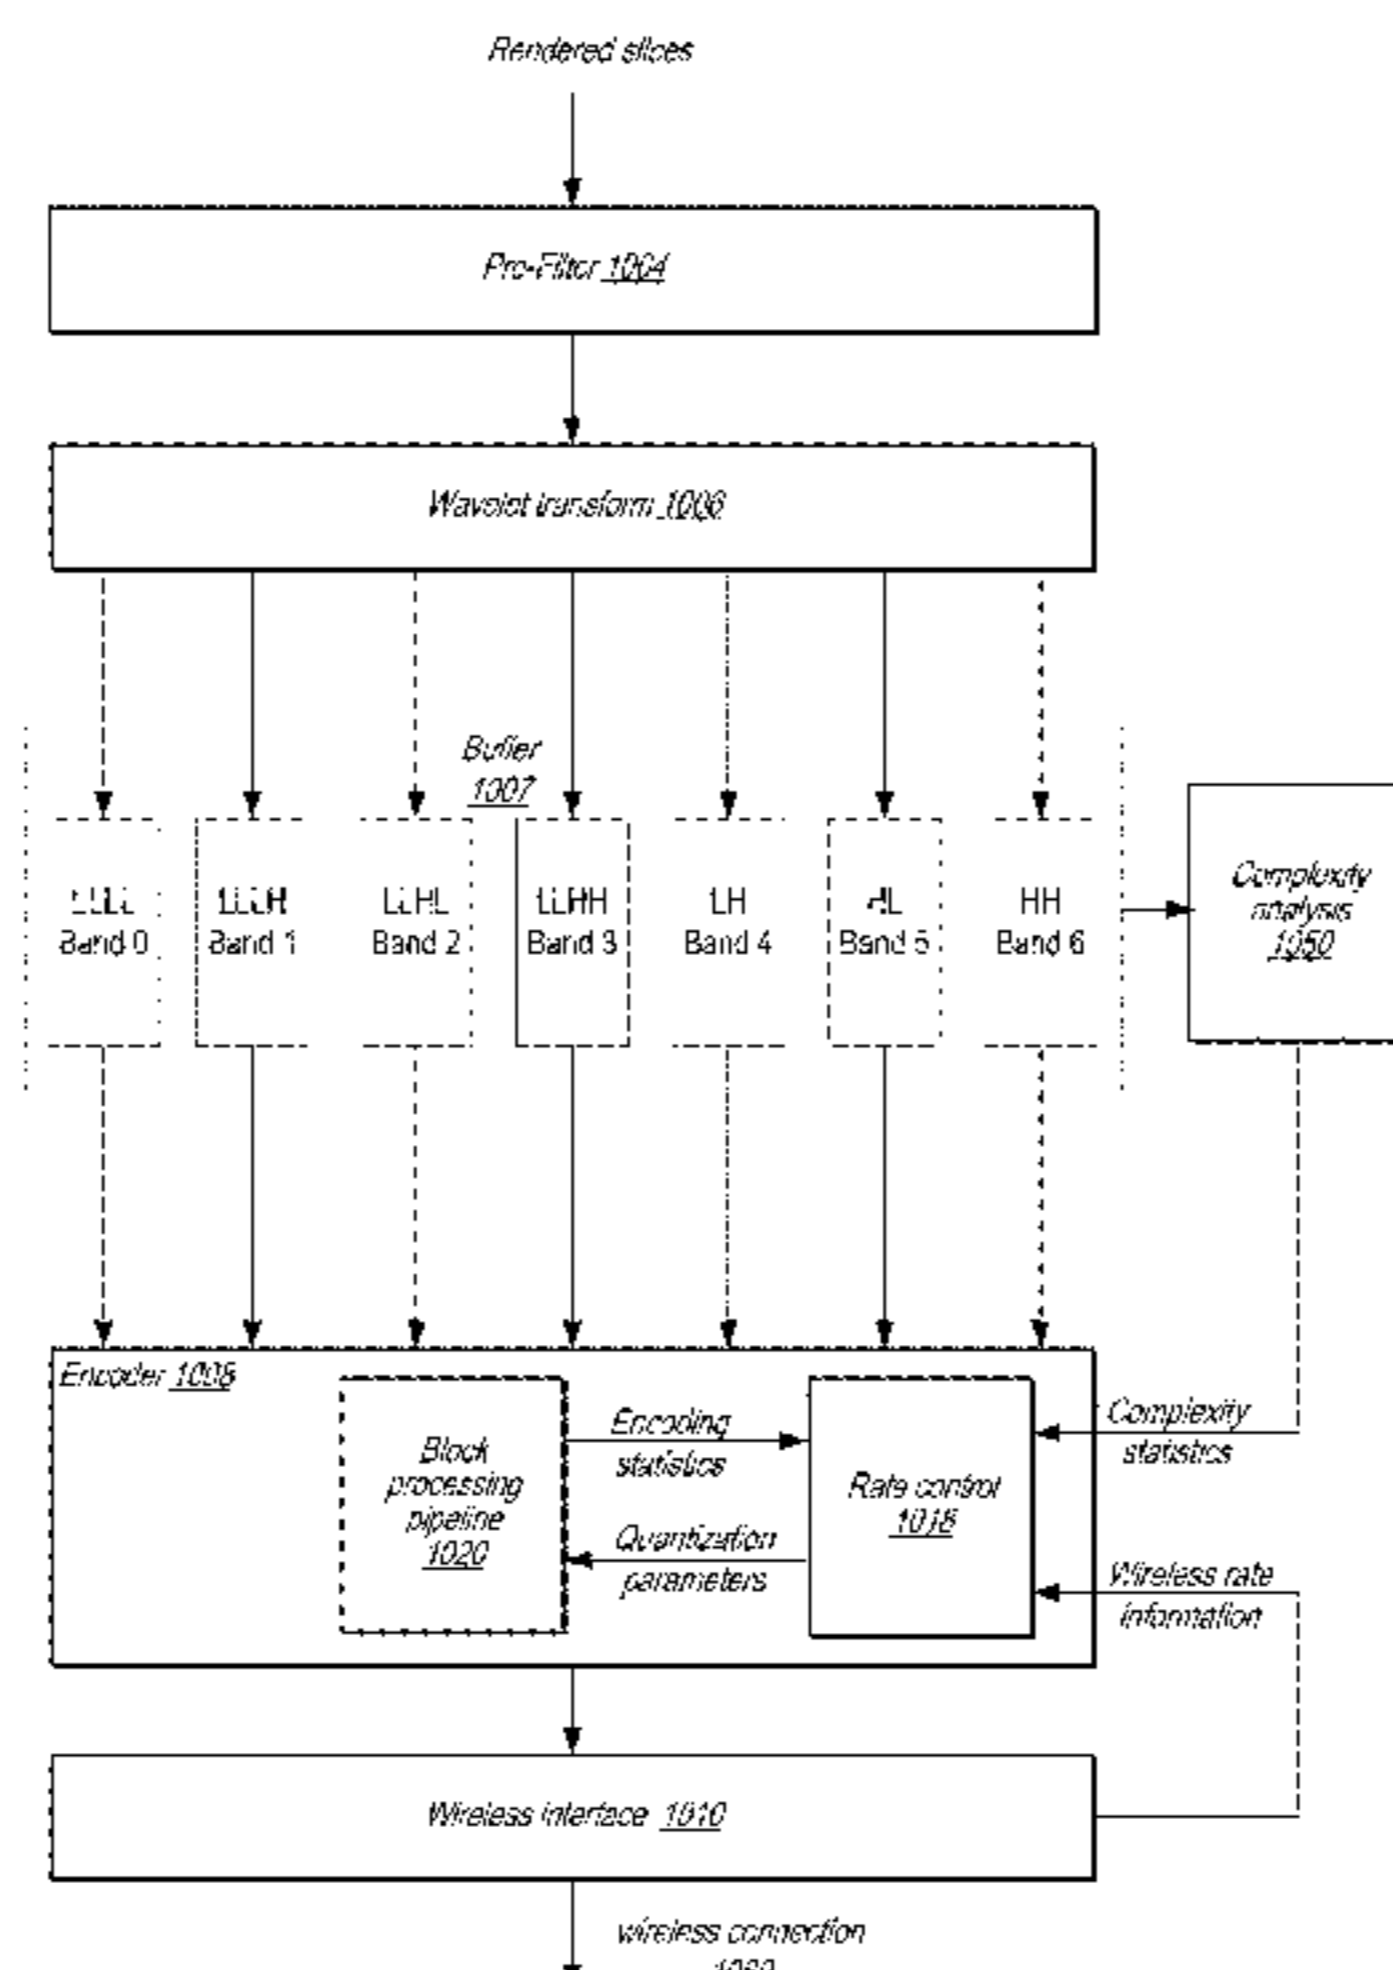 Rendered slices
Pre-Filter 1004
Wavelet transform 1006
Buffer
1007
LLLL
Band 0
LLLH
Band 1
LLHL
Band 2
LLHH
Band 3
LH
Band 4
HL
Band 5
HH
Band 6
Complexity
analysis
1050
Encoder 1008
Block
processing
pipeline
1020
Encoding
statistics
Quantization
parameters
Rate control
1018
Complexity
statistics
Wireless rate
information
Wireless interface 1010
wireless connection